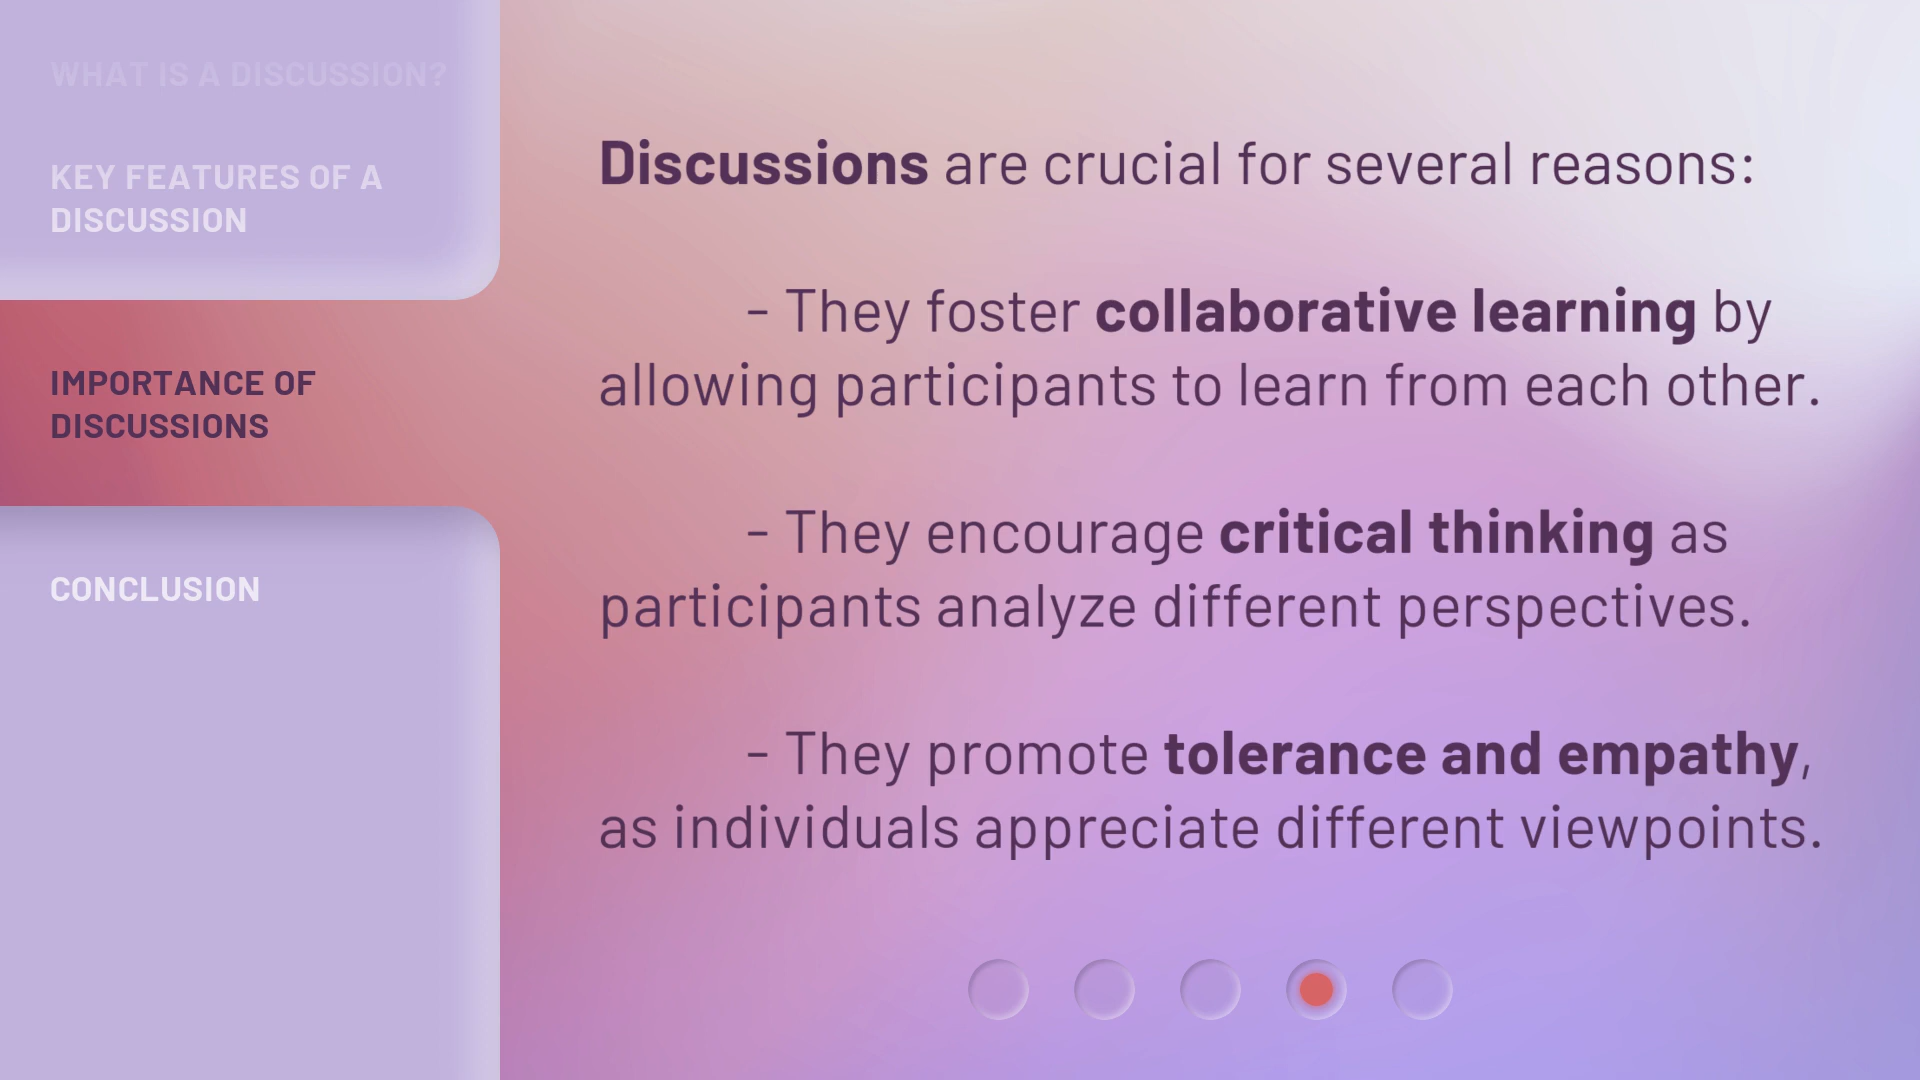 WHAT IS A DISCUSSION?
KEY FEATURES OF A
DISCUSSION
IMPORTANCE OF
DISCUSSIONS
CONCLUSION
Discussions are crucial for several reasons:
- They foster collaborative learning by
allowing participants to learn from each other.
- They encourage critical thinking as
participants analyze different perspectives.
- They promote tolerance and empathy,
as individuals appreciate different viewpoints.